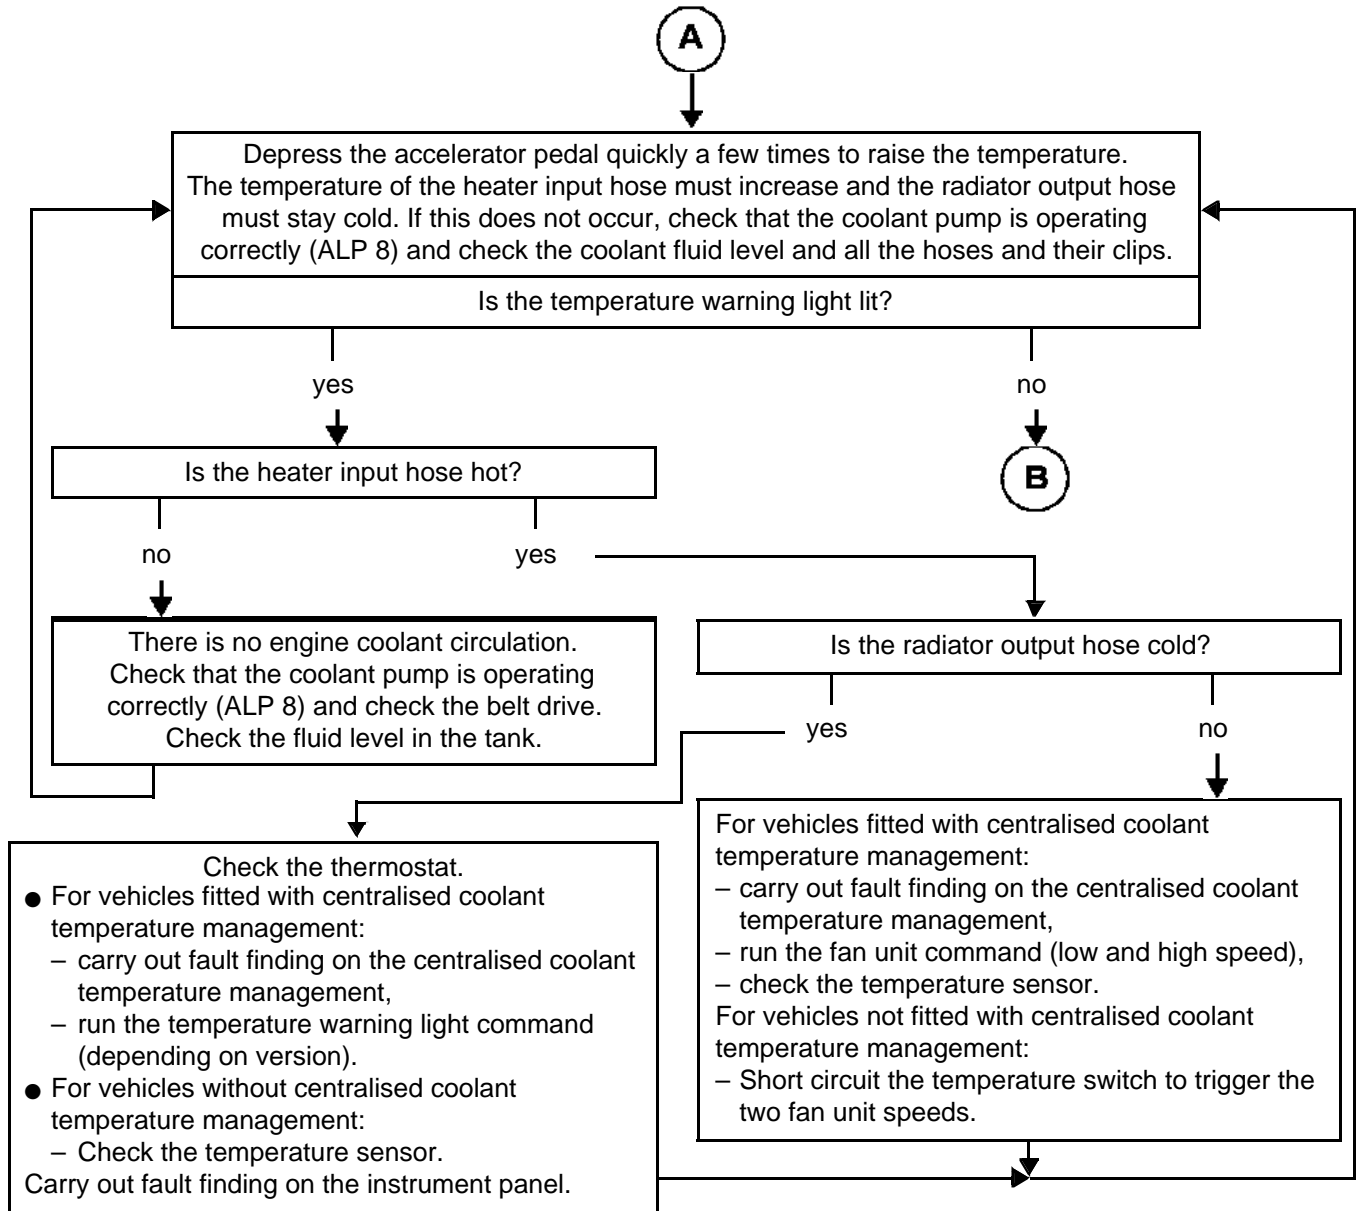 A
Depress the accelerator pedal quickly a few times to raise the temperature.
The temperature of the heater input hose must increase and the radiator output hose
must stay cold. If this does not occur, check that the coolant pump is operating
correctly (ALP 8) and check the coolant fluid level and all the hoses and their clips.
Is the temperature warning light lit?
yes
no
Is the heater input hose hot?
B
no
yes
There is no engine coolant circulation.
Check that the coolant pump is operating
correctly (ALP 8) and check the belt drive.
Check the fluid level in the tank.
Is the radiator output hose cold?
yes
no
Check the thermostat.
● For vehicles fitted with centralised coolant
temperature management:
– carry out fault finding on the centralised coolant
temperature management,
– run the temperature warning light command
(depending on version).
● For vehicles without centralised coolant
temperature management:
– Check the temperature sensor.
Carry out fault finding on the instrument panel.
For vehicles fitted with centralised coolant
temperature management:
– carry out fault finding on the centralised coolant
temperature management,
– run the fan unit command (low and high speed),
– check the temperature sensor.
For vehicles not fitted with centralised coolant
temperature management:
– Short circuit the temperature switch to trigger the
two fan unit speeds.